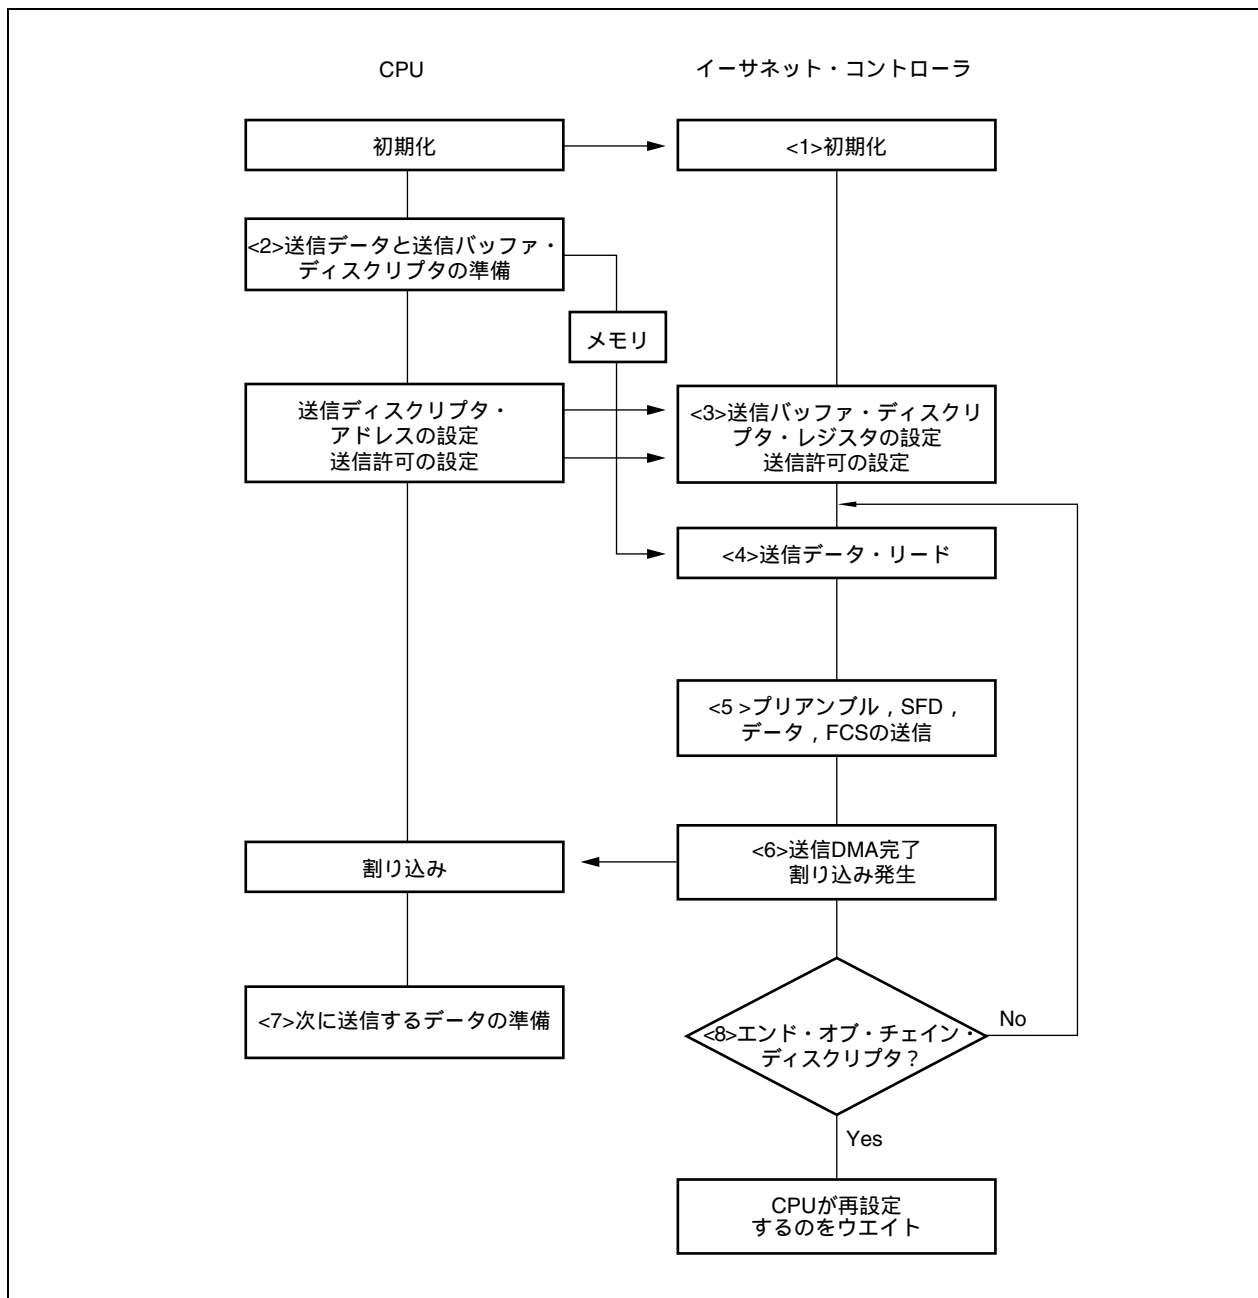 CPU
イーサネット・コントローラ
初期化
<1>初期化
<2>送信データと送信バッファ・
ディスクリプタの準備
メモリ
送信ディスクリプタ・
アドレスの設定
送信許可の設定
<3>送信バッファ・ディスクリ
プタ・レジスタの設定
送信許可の設定
<4>送信データ・リード
<5 >プリアンブル，SFD，
データ，FCSの送信
割り込み
<6>送信DMA完了
割り込み発生
<7>次に送信するデータの準備
<8>エンド・オブ・チェイン・
ディスクリプタ？
No
Yes
CPUが再設定
するのをウエイト